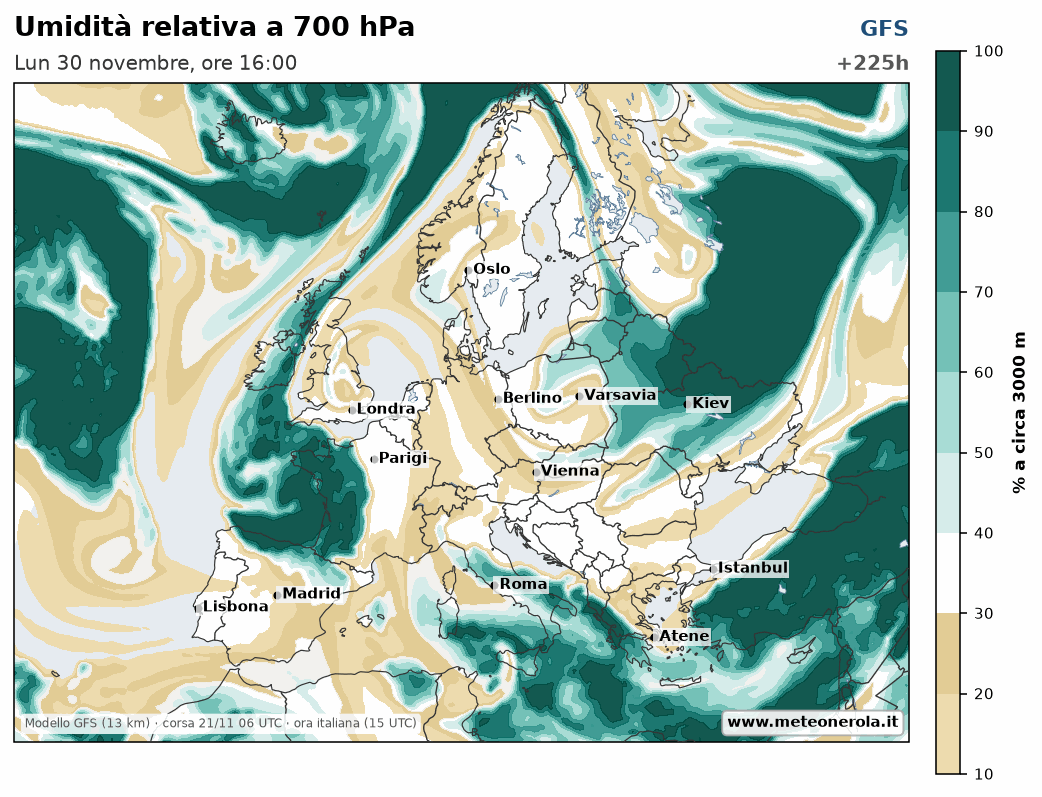 Umidità relativa a 700 hPa
GFS
Lun 30 novembre, ore 16:00
+225h
100
90
80
70
60
50
40
30
20
10
% a circa 3000 m
Oslo
Berlino
Varsavia
Kiev
Londra
Parigi
Vienna
Istanbul
Roma
Madrid
Lisbona
Atene
Modello GFS (13 km) · corsa 21/11 06 UTC · ora italiana (15 UTC)
www.meteonerola.it